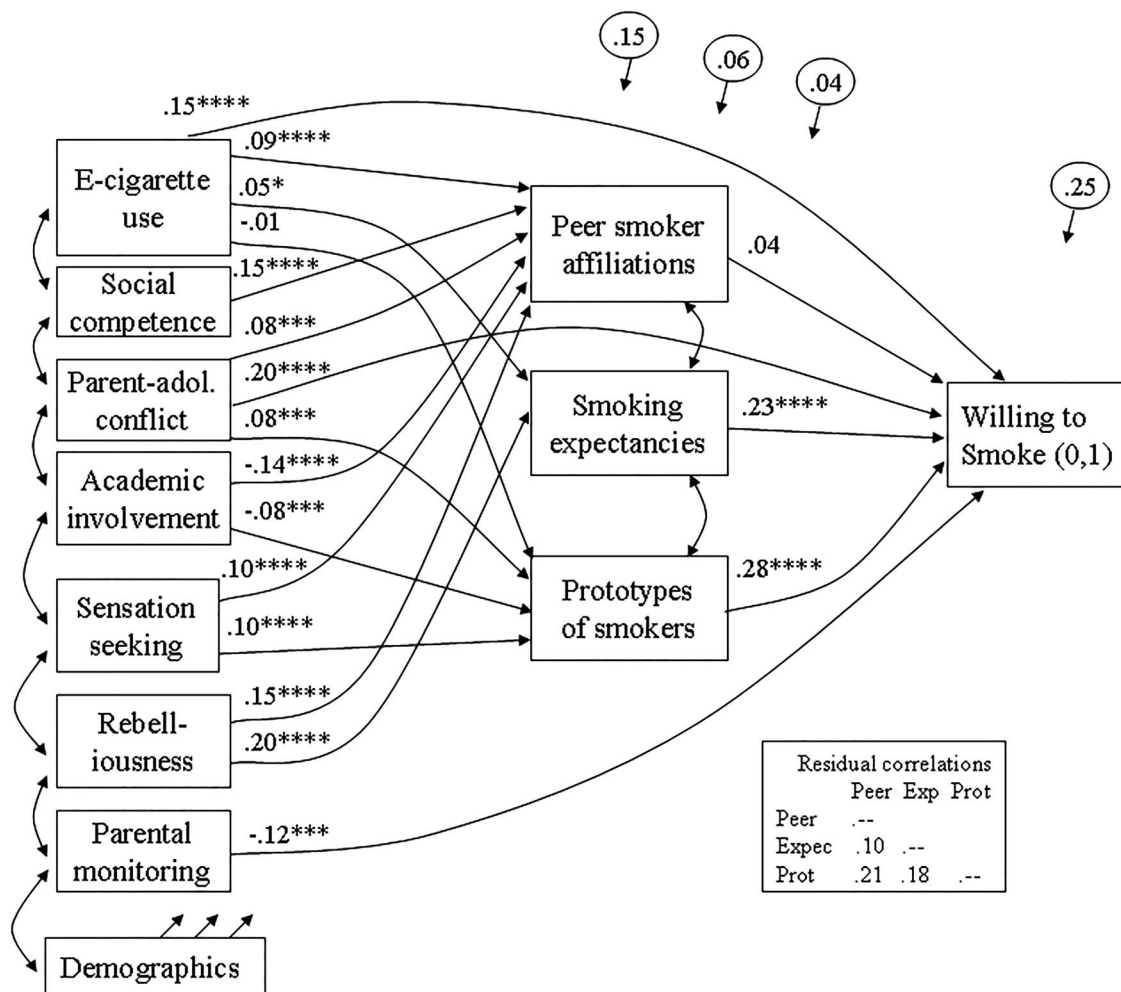 .15
.06
.04
.25
.15****
.09****
.05*
-.01
E-cigarette
use
.15****
Social
competence
.08***
.20****
.08***
Parent-adol.
conflict
-.14****
-.08***
Academic
involvement
.10****
.10****
Sensation
seeking
.15****
.20****
Rebell-
iousness
-.12***
Parental
monitoring
Demographics
Peer smoker
affiliations
.04
Smoking
expectancies
.23****
Prototypes
of smokers
.28****
Willing to
Smoke (0,1)
Residual correlations
Peer Exp Prot
Peer .--
Expec .10 .--
Prot .21 .18 .--